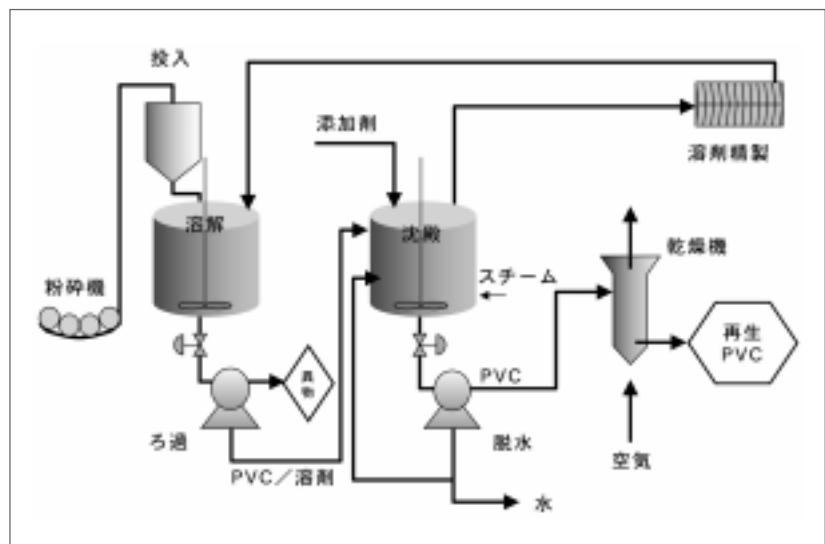 投入
添加剤
溶剤精製
溶解
沈殿
乾燥機
粉砕機
スチーム
再生
PVC
異物
PVC
ろ過
脱水
空気
PVC／溶剤
水